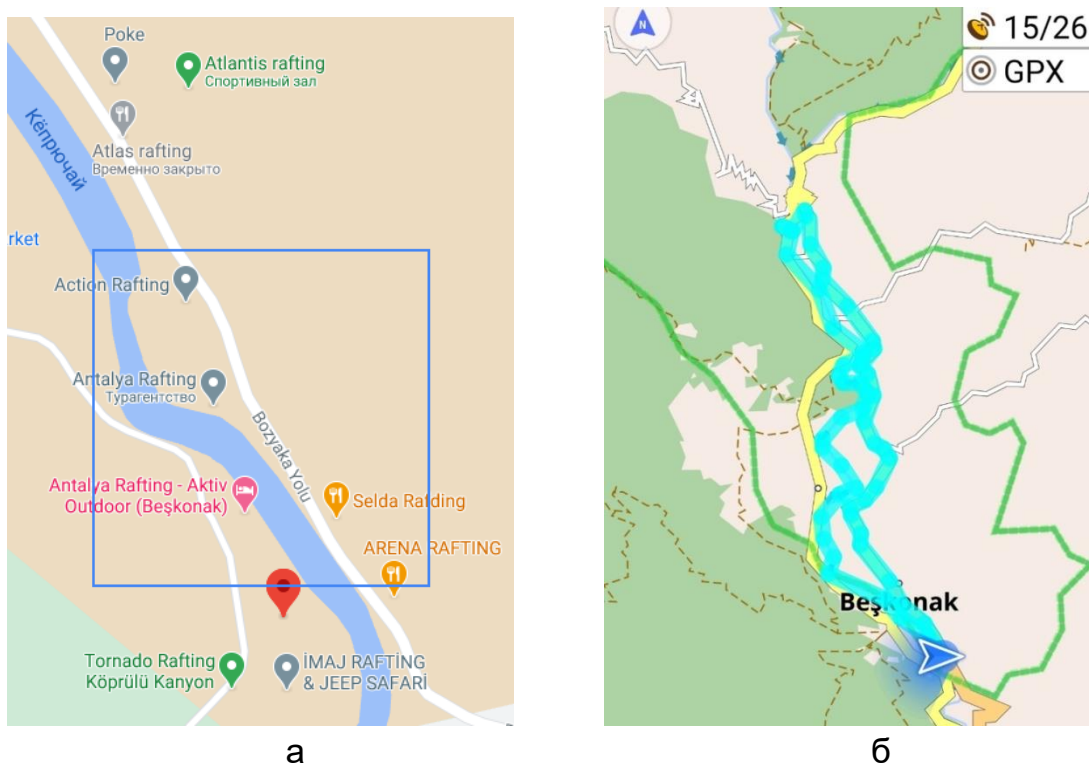 Poke
Atlantis rafting
Спортивный зал
Кёпрючай
Atlas rafting
Временно закрыто
rket
Action Rafting
Antalya Rafting
Турагентство
Bozyaka Yolu
Antalya Rafting - Aktiv
Outdoor (Beşkonak)
Selda Rafding
ARENA RAFTING
Tornado Rafting
Köprülü Kanyon
İMAJ RAFTİNG
& JEEP SAFARİ
а
N
15/26
GPX
Beşkonak
б